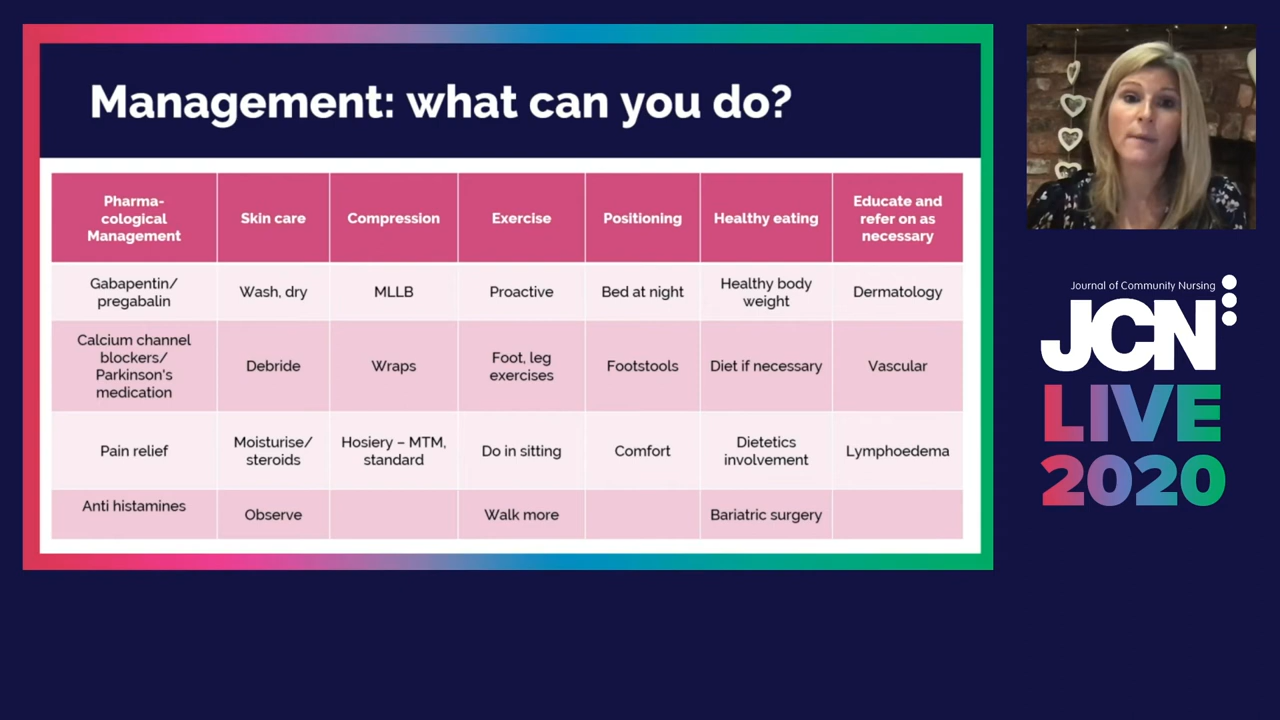 Management: what can you do?
Pharma-
cological
Management
Skin care
Compression
Exercise
Positioning
Healthy eating
Educate and
refer on as
necessary
Gabapentin/
pregabalin
Wash, dry
MLLB
Proactive
Bed at night
Healthy body
weight
Dermatology
Calcium channel
blockers/
Parkinson's
medication
Debride
Wraps
Foot, leg
exercises
Footstools
Diet if necessary
Vascular
Pain relief
Moisturise/
steroids
Hosiery – MTM,
standard
Do in sitting
Comfort
Dietetics
involvement
Lymphoedema
Anti histamines
Observe
Walk more
Bariatric surgery
Journal of Community Nursing
JCN
LIVE
2020